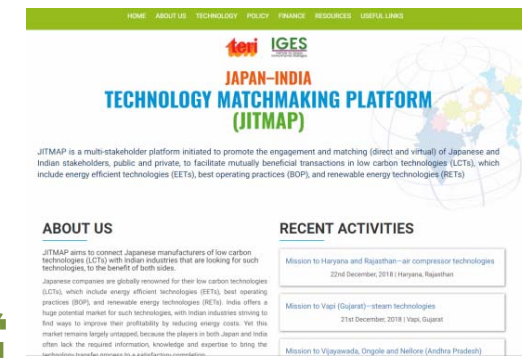 HOME ABOUT US TECHNOLOGY POLICY FINANCE RESOURCES USEFUL LINKS
teri IGES
JAPAN–INDIA
TECHNOLOGY MATCHMAKING PLATFORM
(JITMAP)
JITMAP is a multi-stakeholder platform initiated to promote the engagement and matching (direct and virtual) of Japanese and
Indian stakeholders, public and private, to facilitate mutually beneficial transactions in low carbon technologies (LCTs), which
include energy efficient technologies (EETs), best operating practices (BOP), and renewable energy technologies (RETs)
ABOUT US
JITMAP aims to connect Japanese manufacturers of low carbon
technologies (LCTs) with Indian industries that are looking for such
technologies, to the benefit of both sides.
Japanese companies are globally renowned for their low carbon technologies
(LCTs), which include energy efficient technologies (EETs), best operating
practices (BOP), and renewable energy technologies (RETs). India offers a
huge potential market for such technologies, with Indian industries striving to
find ways to improve their profitability by reducing energy costs. Yet this
market remains largely untapped, because the players in both Japan and India
often lack the required information, knowledge and expertise to bring the
technology transfer process to a satisfactory completion.
RECENT ACTIVITIES
Mission to Haryana and Rajasthan—air compressor technologies
22nd December, 2018 | Haryana, Rajasthan
Mission to Vapi (Gujarat)—steam technologies
21st December, 2018 | Vapi, Gujarat
Mission to Vijayawada, Ongole and Nellore (Andhra Pradesh)